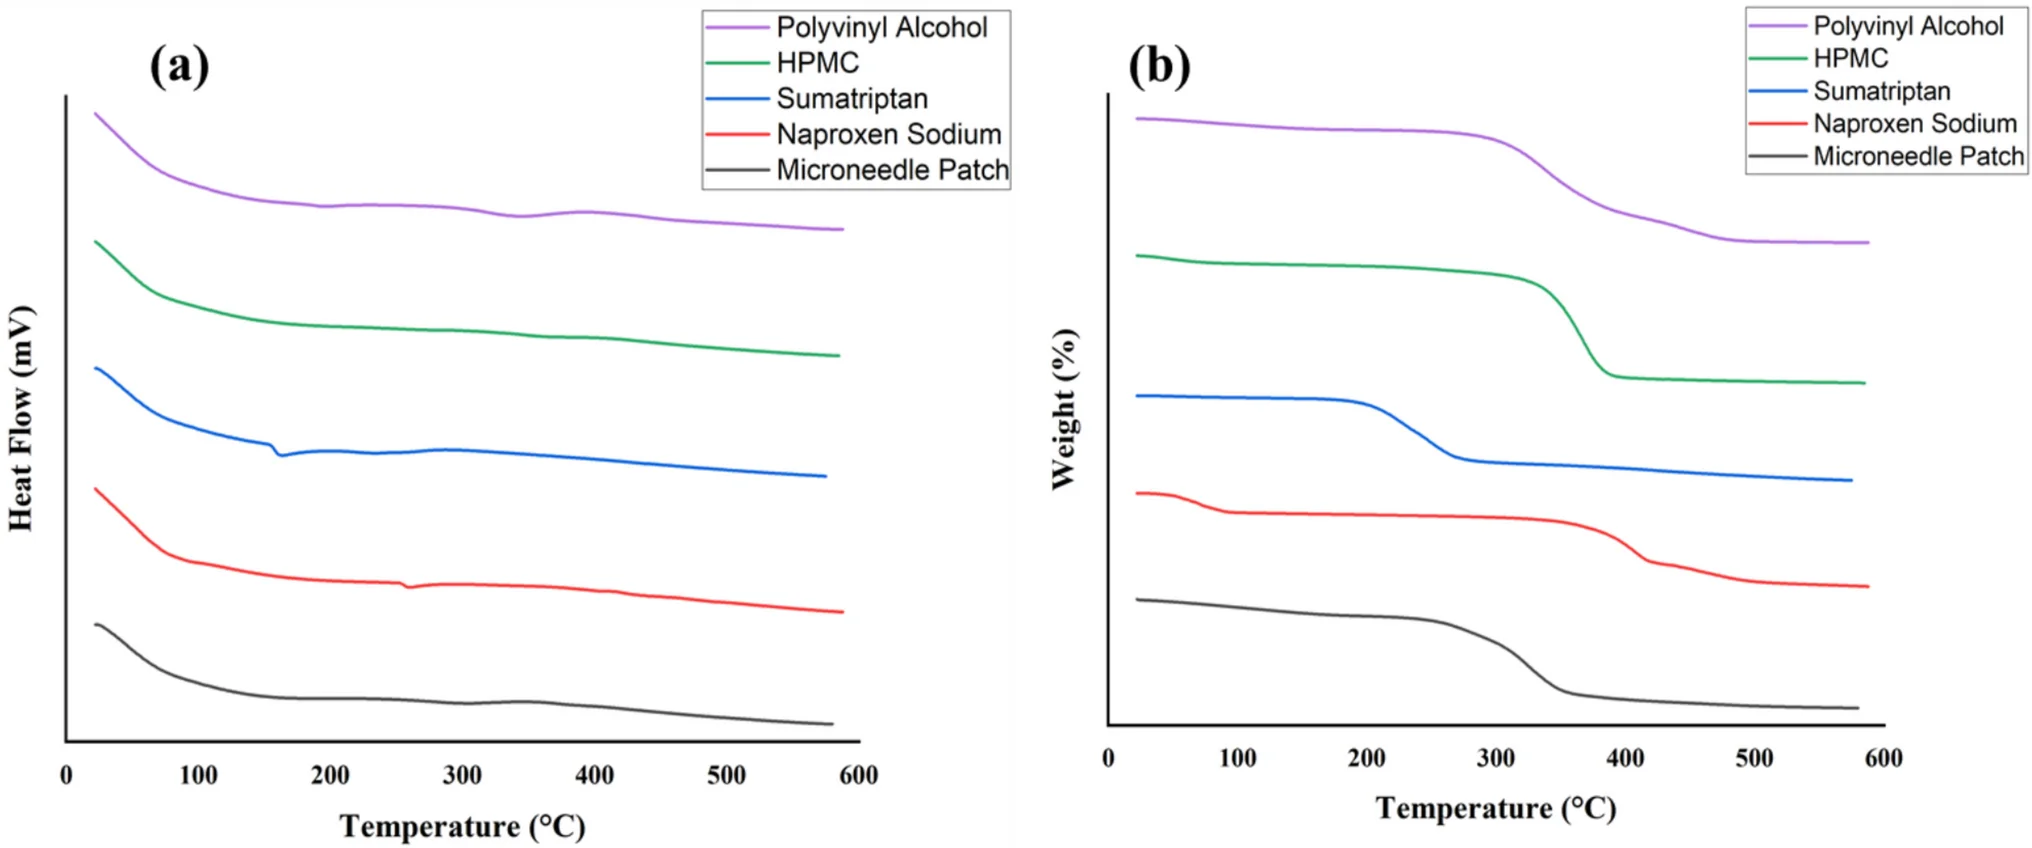 (a)
Polyvinyl Alcohol
HPMC
Sumatriptan
Naproxen Sodium
Microneedle Patch
Heat Flow (mV)
0 100 200 300 400 500 600
Temperature (°C)
(b)
Polyvinyl Alcohol
HPMC
Sumatriptan
Naproxen Sodium
Microneedle Patch
Weight (%)
0 100 200 300 400 500 600
Temperature (°C)